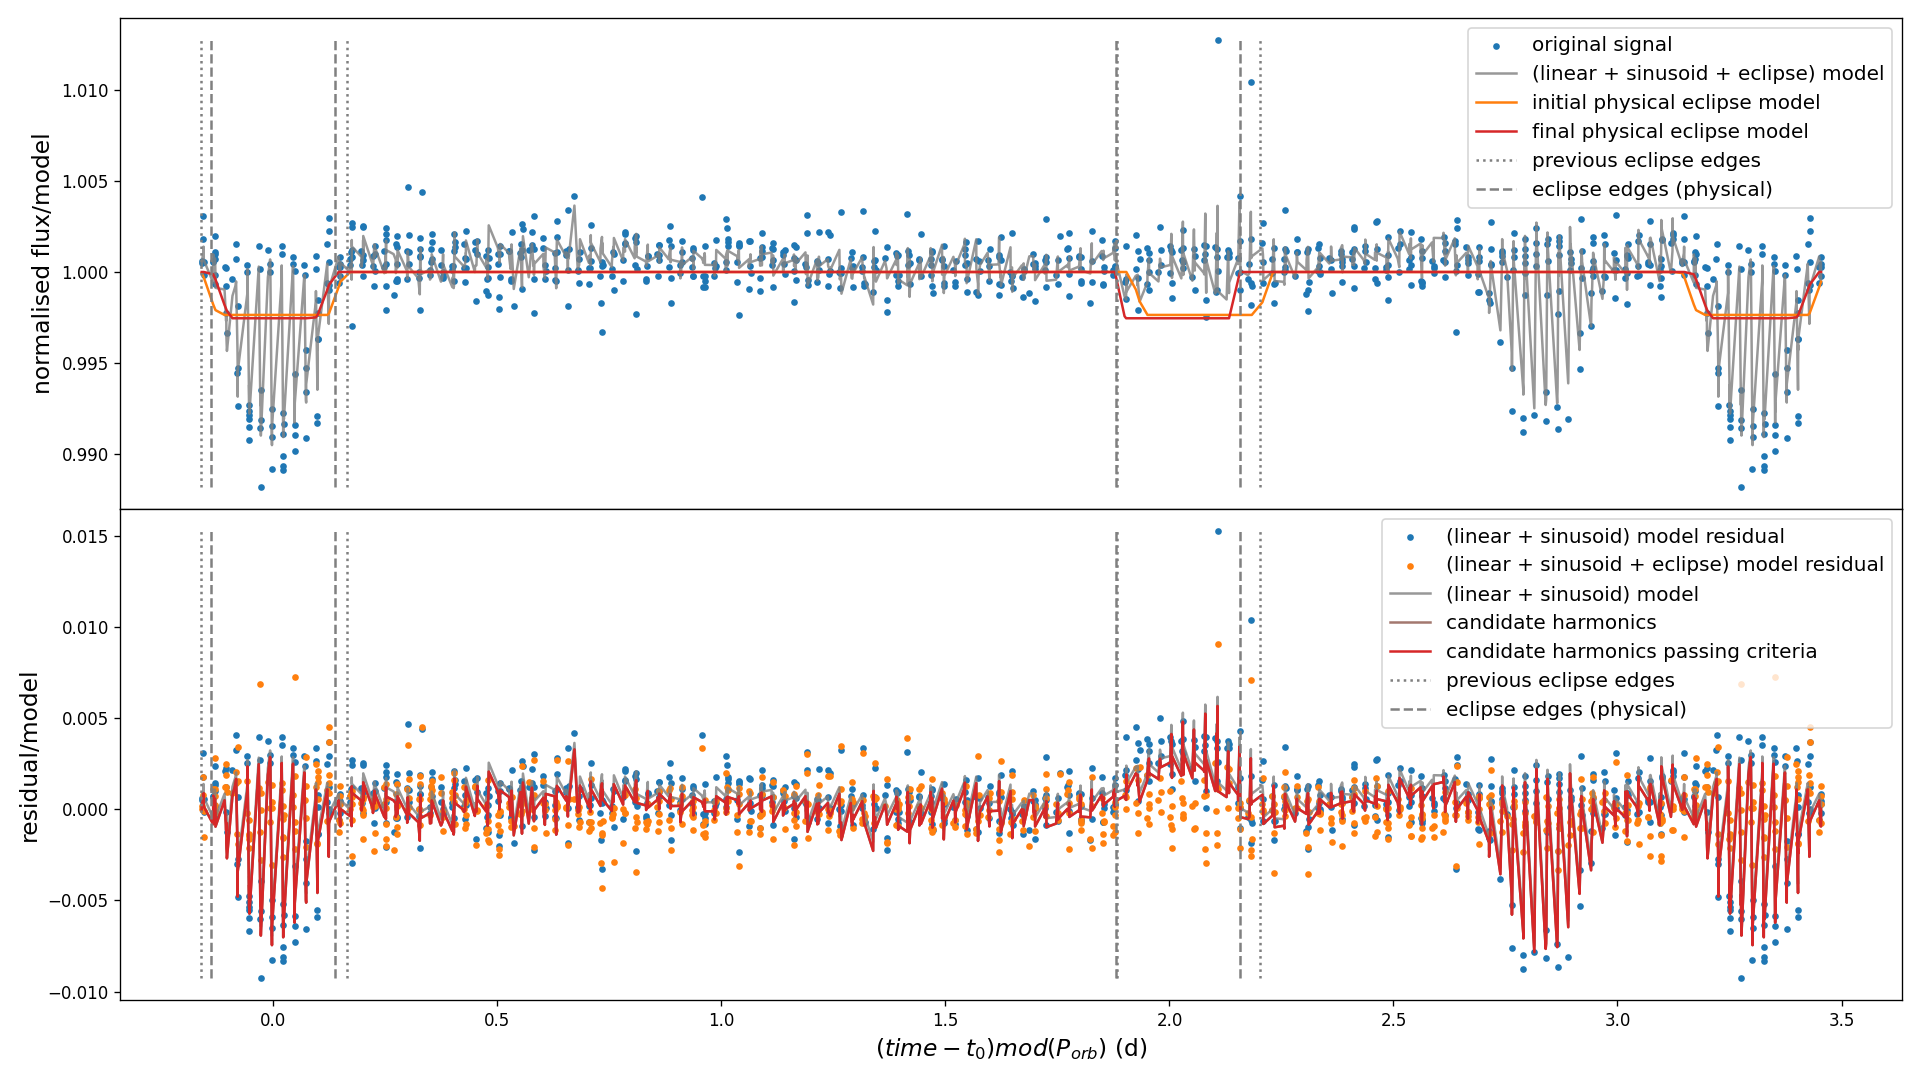 normalised flux/model
1.010
1.005
1.000
0.995
0.990
original signal
(linear + sinusoid + eclipse) model
initial physical eclipse model
final physical eclipse model
previous eclipse edges
eclipse edges (physical)
residual/model
0.015
0.010
0.005
0.000
−0.005
−0.010
(linear + sinusoid) model residual
(linear + sinusoid + eclipse) model residual
(linear + sinusoid) model
candidate harmonics
candidate harmonics passing criteria
previous eclipse edges
eclipse edges (physical)
0.0 0.5 1.0 1.5 2.0 2.5 3.0 3.5
(time − t₀)mod(Pₒᵣb) (d)